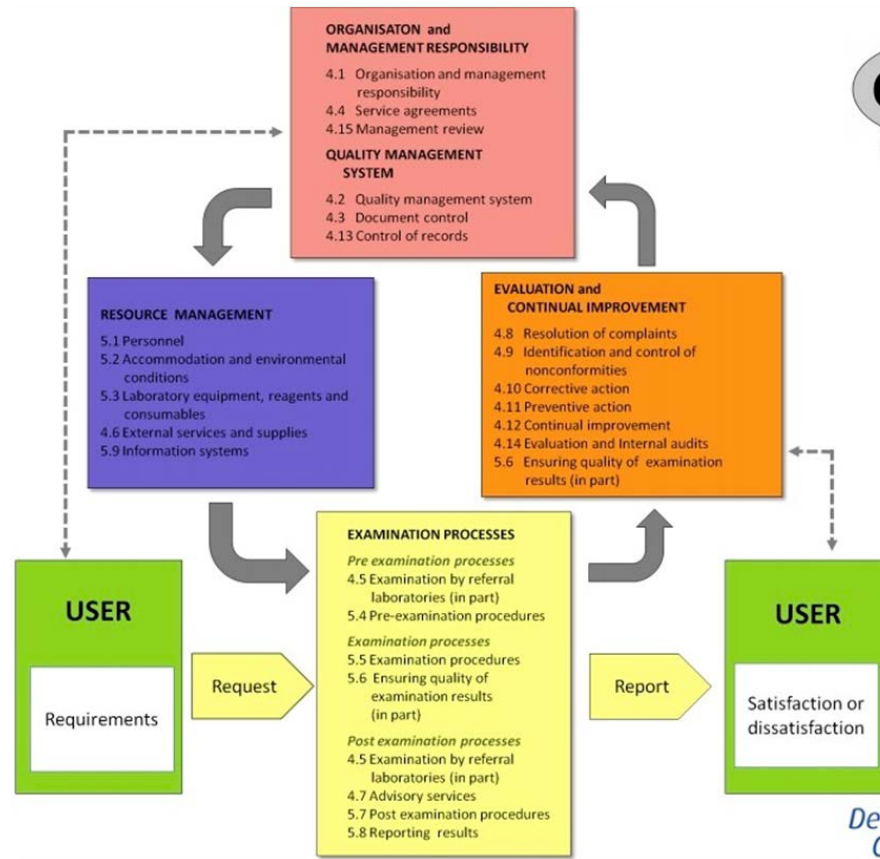 ORGANISATON and
MANAGEMENT RESPONSIBILITY
4.1 Organisation and management
responsibility
4.4 Service agreements
4.15 Management review
QUALITY MANAGEMENT
SYSTEM
4.2 Quality management system
4.3 Document control
4.13 Control of records
RESOURCE MANAGEMENT
5.1 Personnel
5.2 Accommodation and environmental
conditions
5.3 Laboratory equipment, reagents and
consumables
4.6 External services and supplies
5.9 Information systems
EVALUATION and
CONTINUAL IMPROVEMENT
4.8 Resolution of complaints
4.9 Identification and control of
nonconformities
4.10 Corrective action
4.11 Preventive action
4.12 Continual improvement
4.14 Evaluation and Internal audits
5.6 Ensuring quality of examination
results (in part)
EXAMINATION PROCESSES
Pre examination processes
4.5 Examination by referral
laboratories (in part)
5.4 Pre-examination procedures
Examination processes
5.5 Examination procedures
5.6 Ensuring quality of
examination results
(in part)
Post examination processes
4.5 Examination by referral
laboratories (in part)
4.7 Advisory services
5.7 Post examination procedures
5.8 Reporting results
USER
Requirements
Request
Report
USER
Satisfaction or
dissatisfaction
De